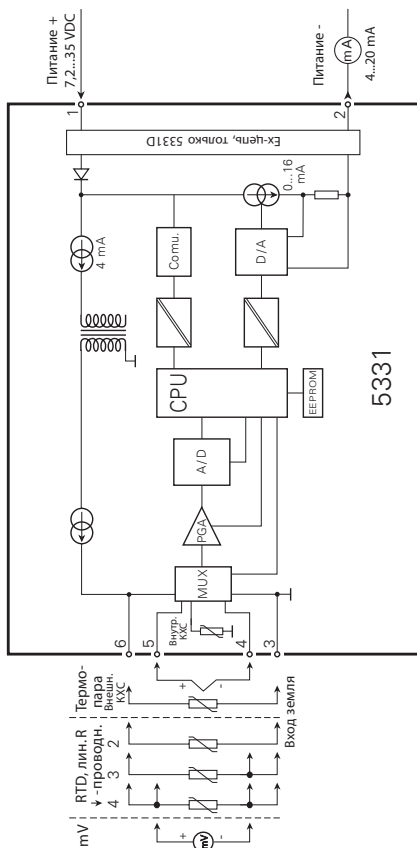 Питание +
7,2...35 VDC
Питание -
mA
4...20 mA
1
2
Ex-цепь, только 5331D
4 mA
0...16
mA
Comu.
D/A
CPU
EEPROM
A/D
PGA
MUX
Внутр.
КХС
5331
6
5
4
3
+
-
Термо-
пара
Внешн.
КХС
RTD, лин. R
-проводн.
2
3
4
Вход земля
mV
+
-
mV